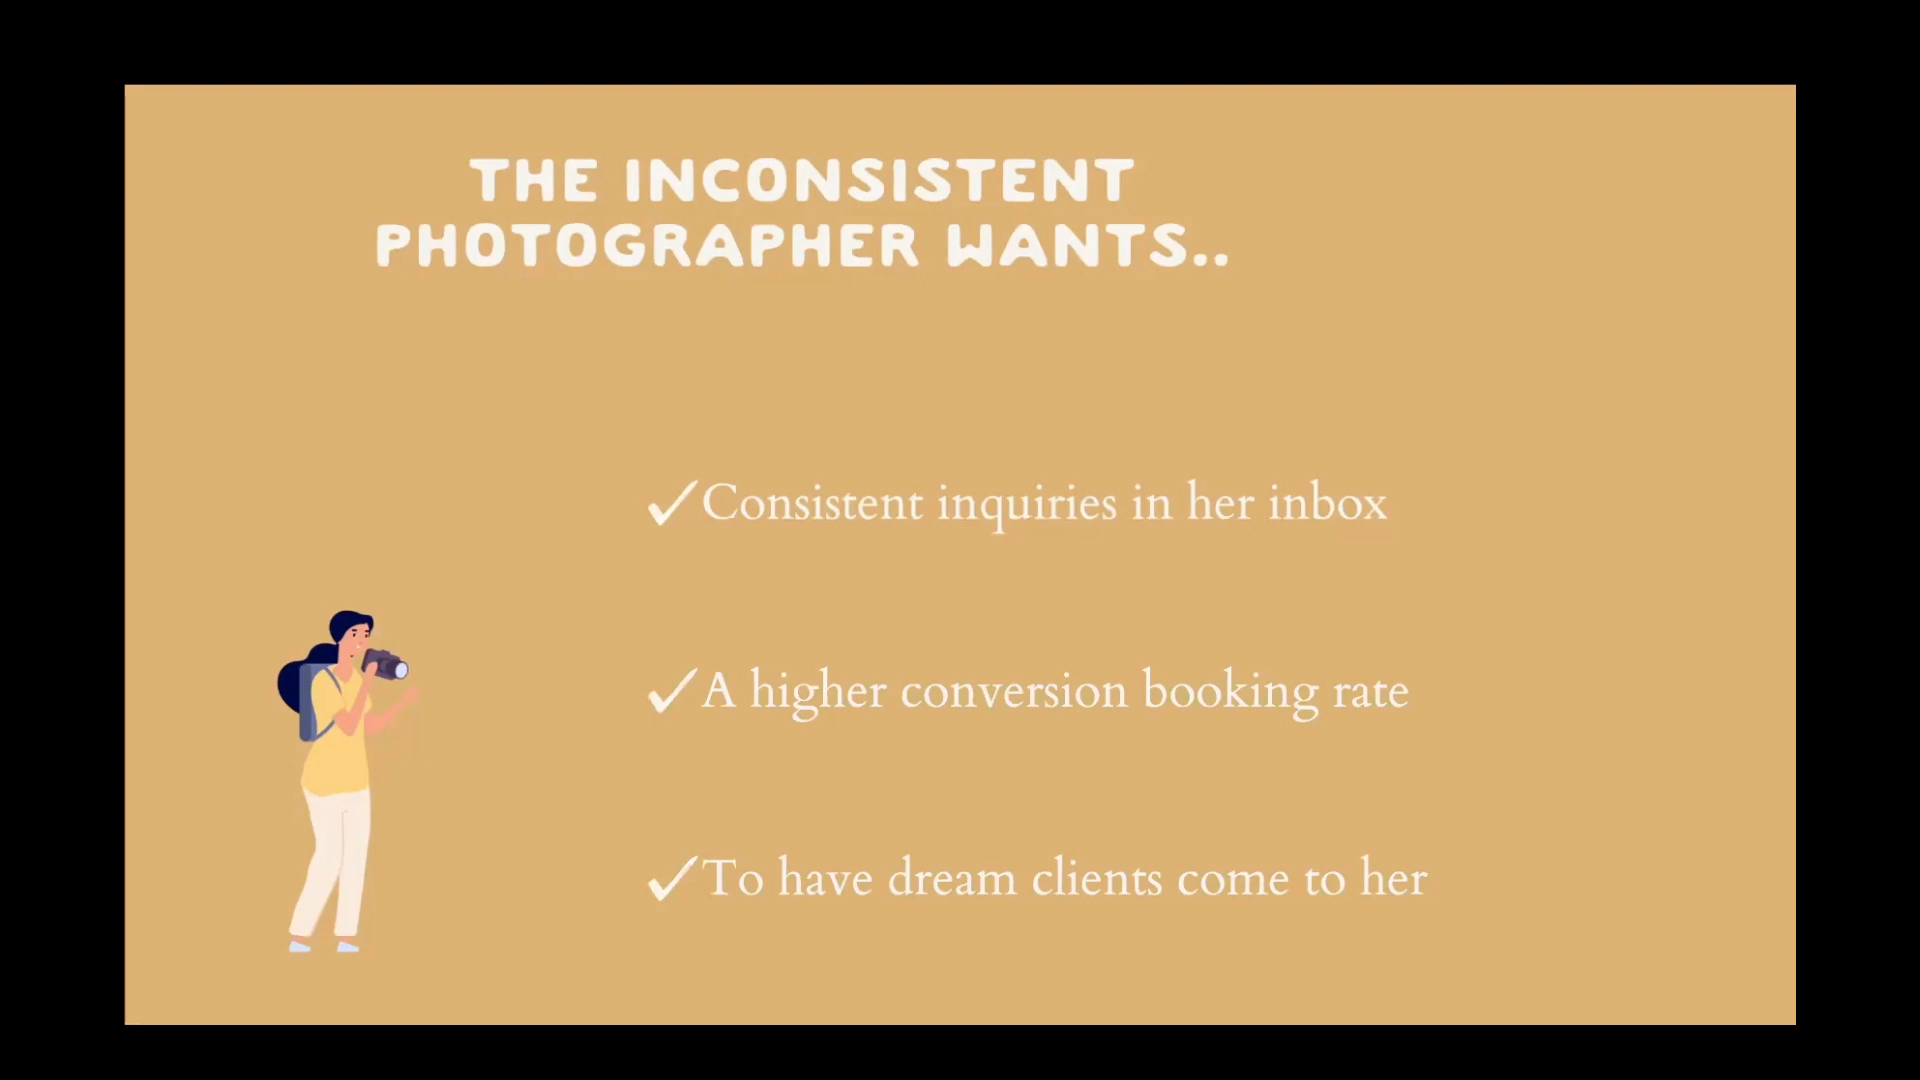 THE INCONSISTENT
PHOTOGRAPHER WANTS..
✓Consistent inquiries in her inbox
✓A higher conversion booking rate
✓To have dream clients come to her